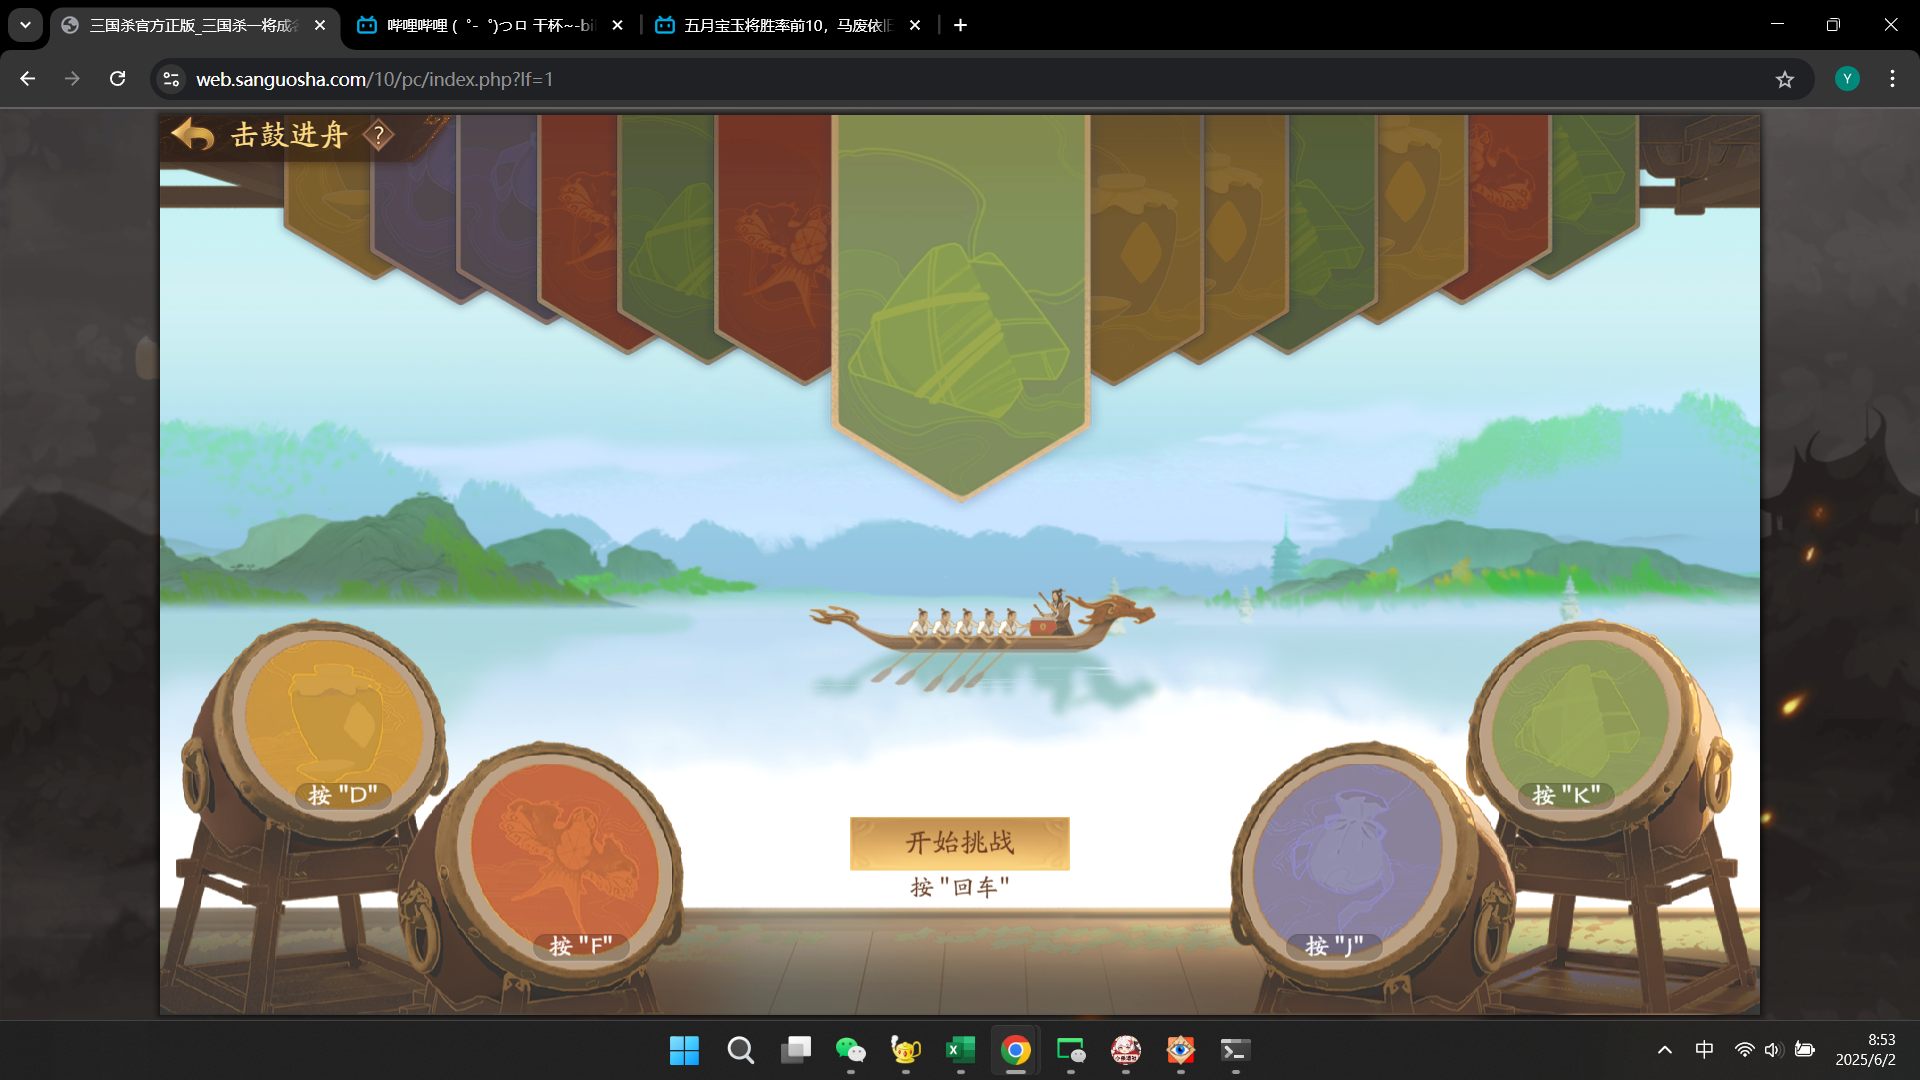 三国杀官方正版_三国杀一将成名
哔哩哔哩 (゜-゜)つロ 干杯~-bili
五月宝玉将胜率前10，马废依旧
web.sanguosha.com/10/pc/index.php?lf=1
Y
击鼓进舟 ?
按"D"
按"K"
开始挑战
按"回车"
按"F"
按"J"
中
8:53
2025/6/2